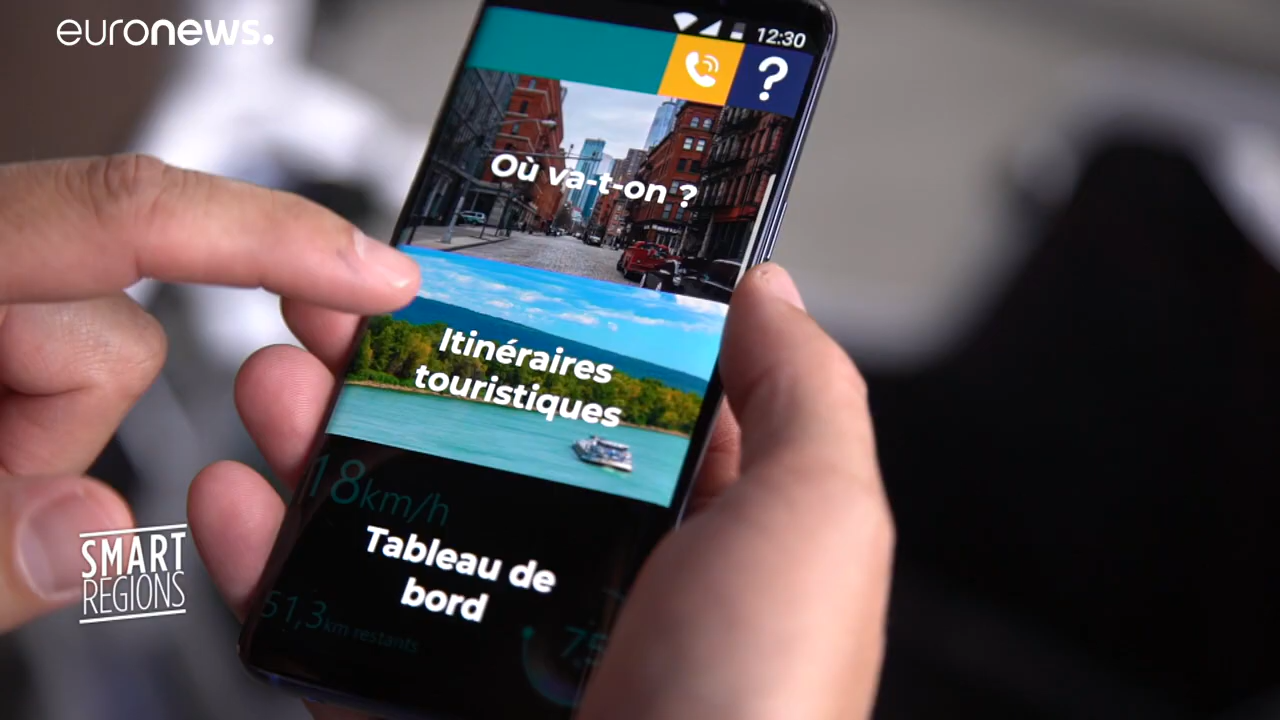 euronews.
12:30
?
Où va-t-on ?
Itinéraires
touristiques
18km/h
Tableau de
bord
51,3km restants
SMART
REGIONS